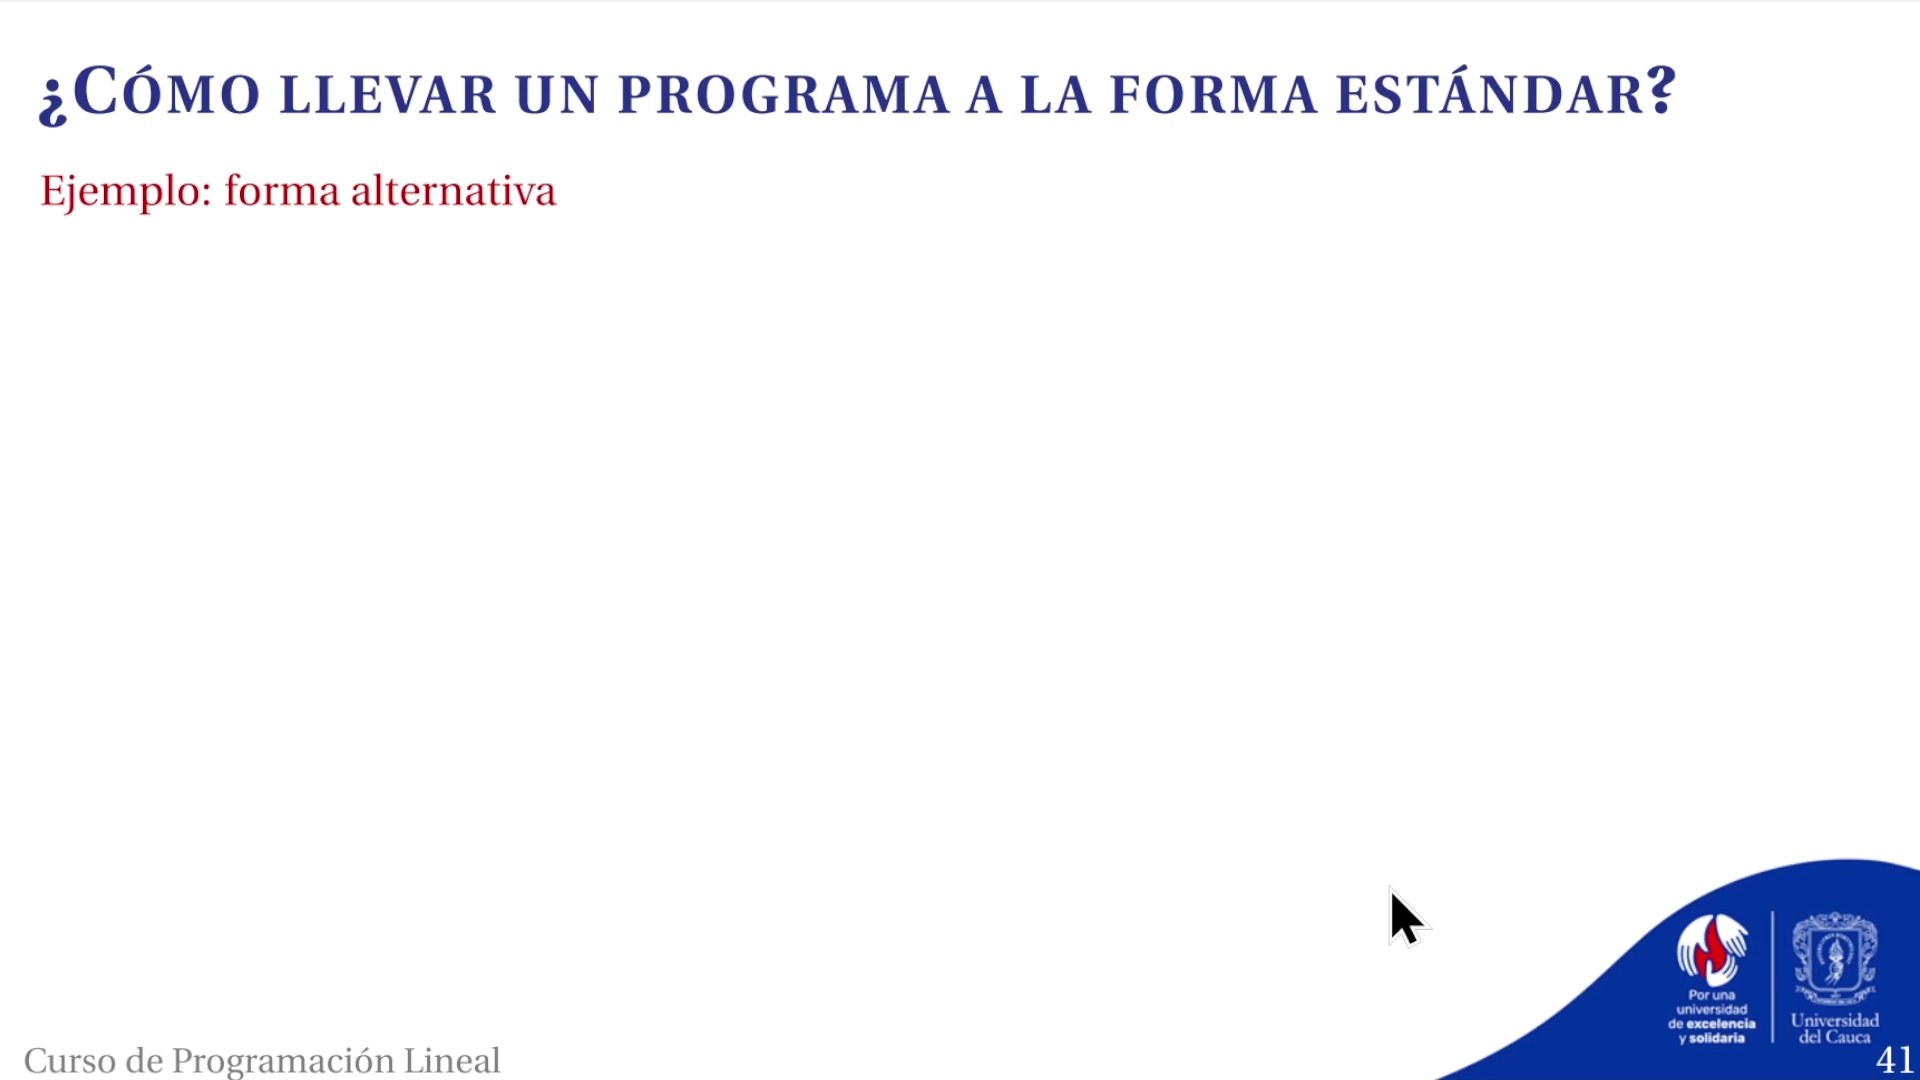 ¿CÓMO LLEVAR UN PROGRAMA A LA FORMA ESTÁNDAR?
Ejemplo: forma alternativa
Por una
universidad
de excelencia
y solidaria
Universidad
del Cauca
Curso de Programación Lineal
41